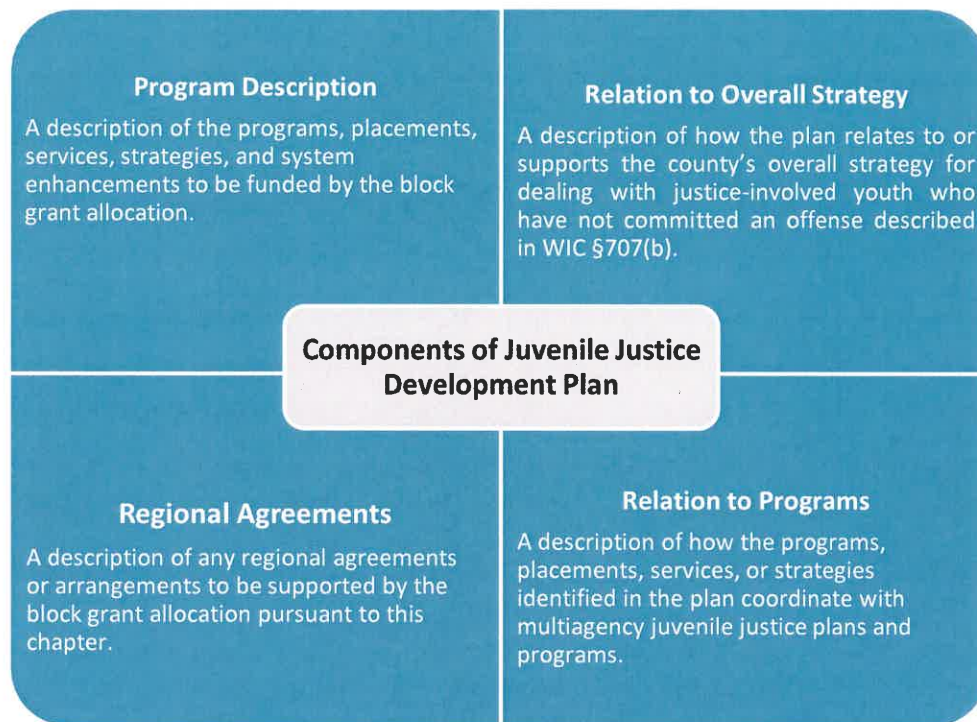 Program Description
A description of the programs, placements,
services, strategies, and system
enhancements to be funded by the block
grant allocation.
Relation to Overall Strategy
A description of how the plan relates to or
supports the county's overall strategy for
dealing with justice-involved youth who
have not committed an offense described
in WIC §707(b).
Components of Juvenile Justice
Development Plan
Regional Agreements
A description of any regional agreements
or arrangements to be supported by the
block grant allocation pursuant to this
chapter.
Relation to Programs
A description of how the programs,
placements, services, or strategies
identified in the plan coordinate with
multiagency juvenile justice plans and
programs.